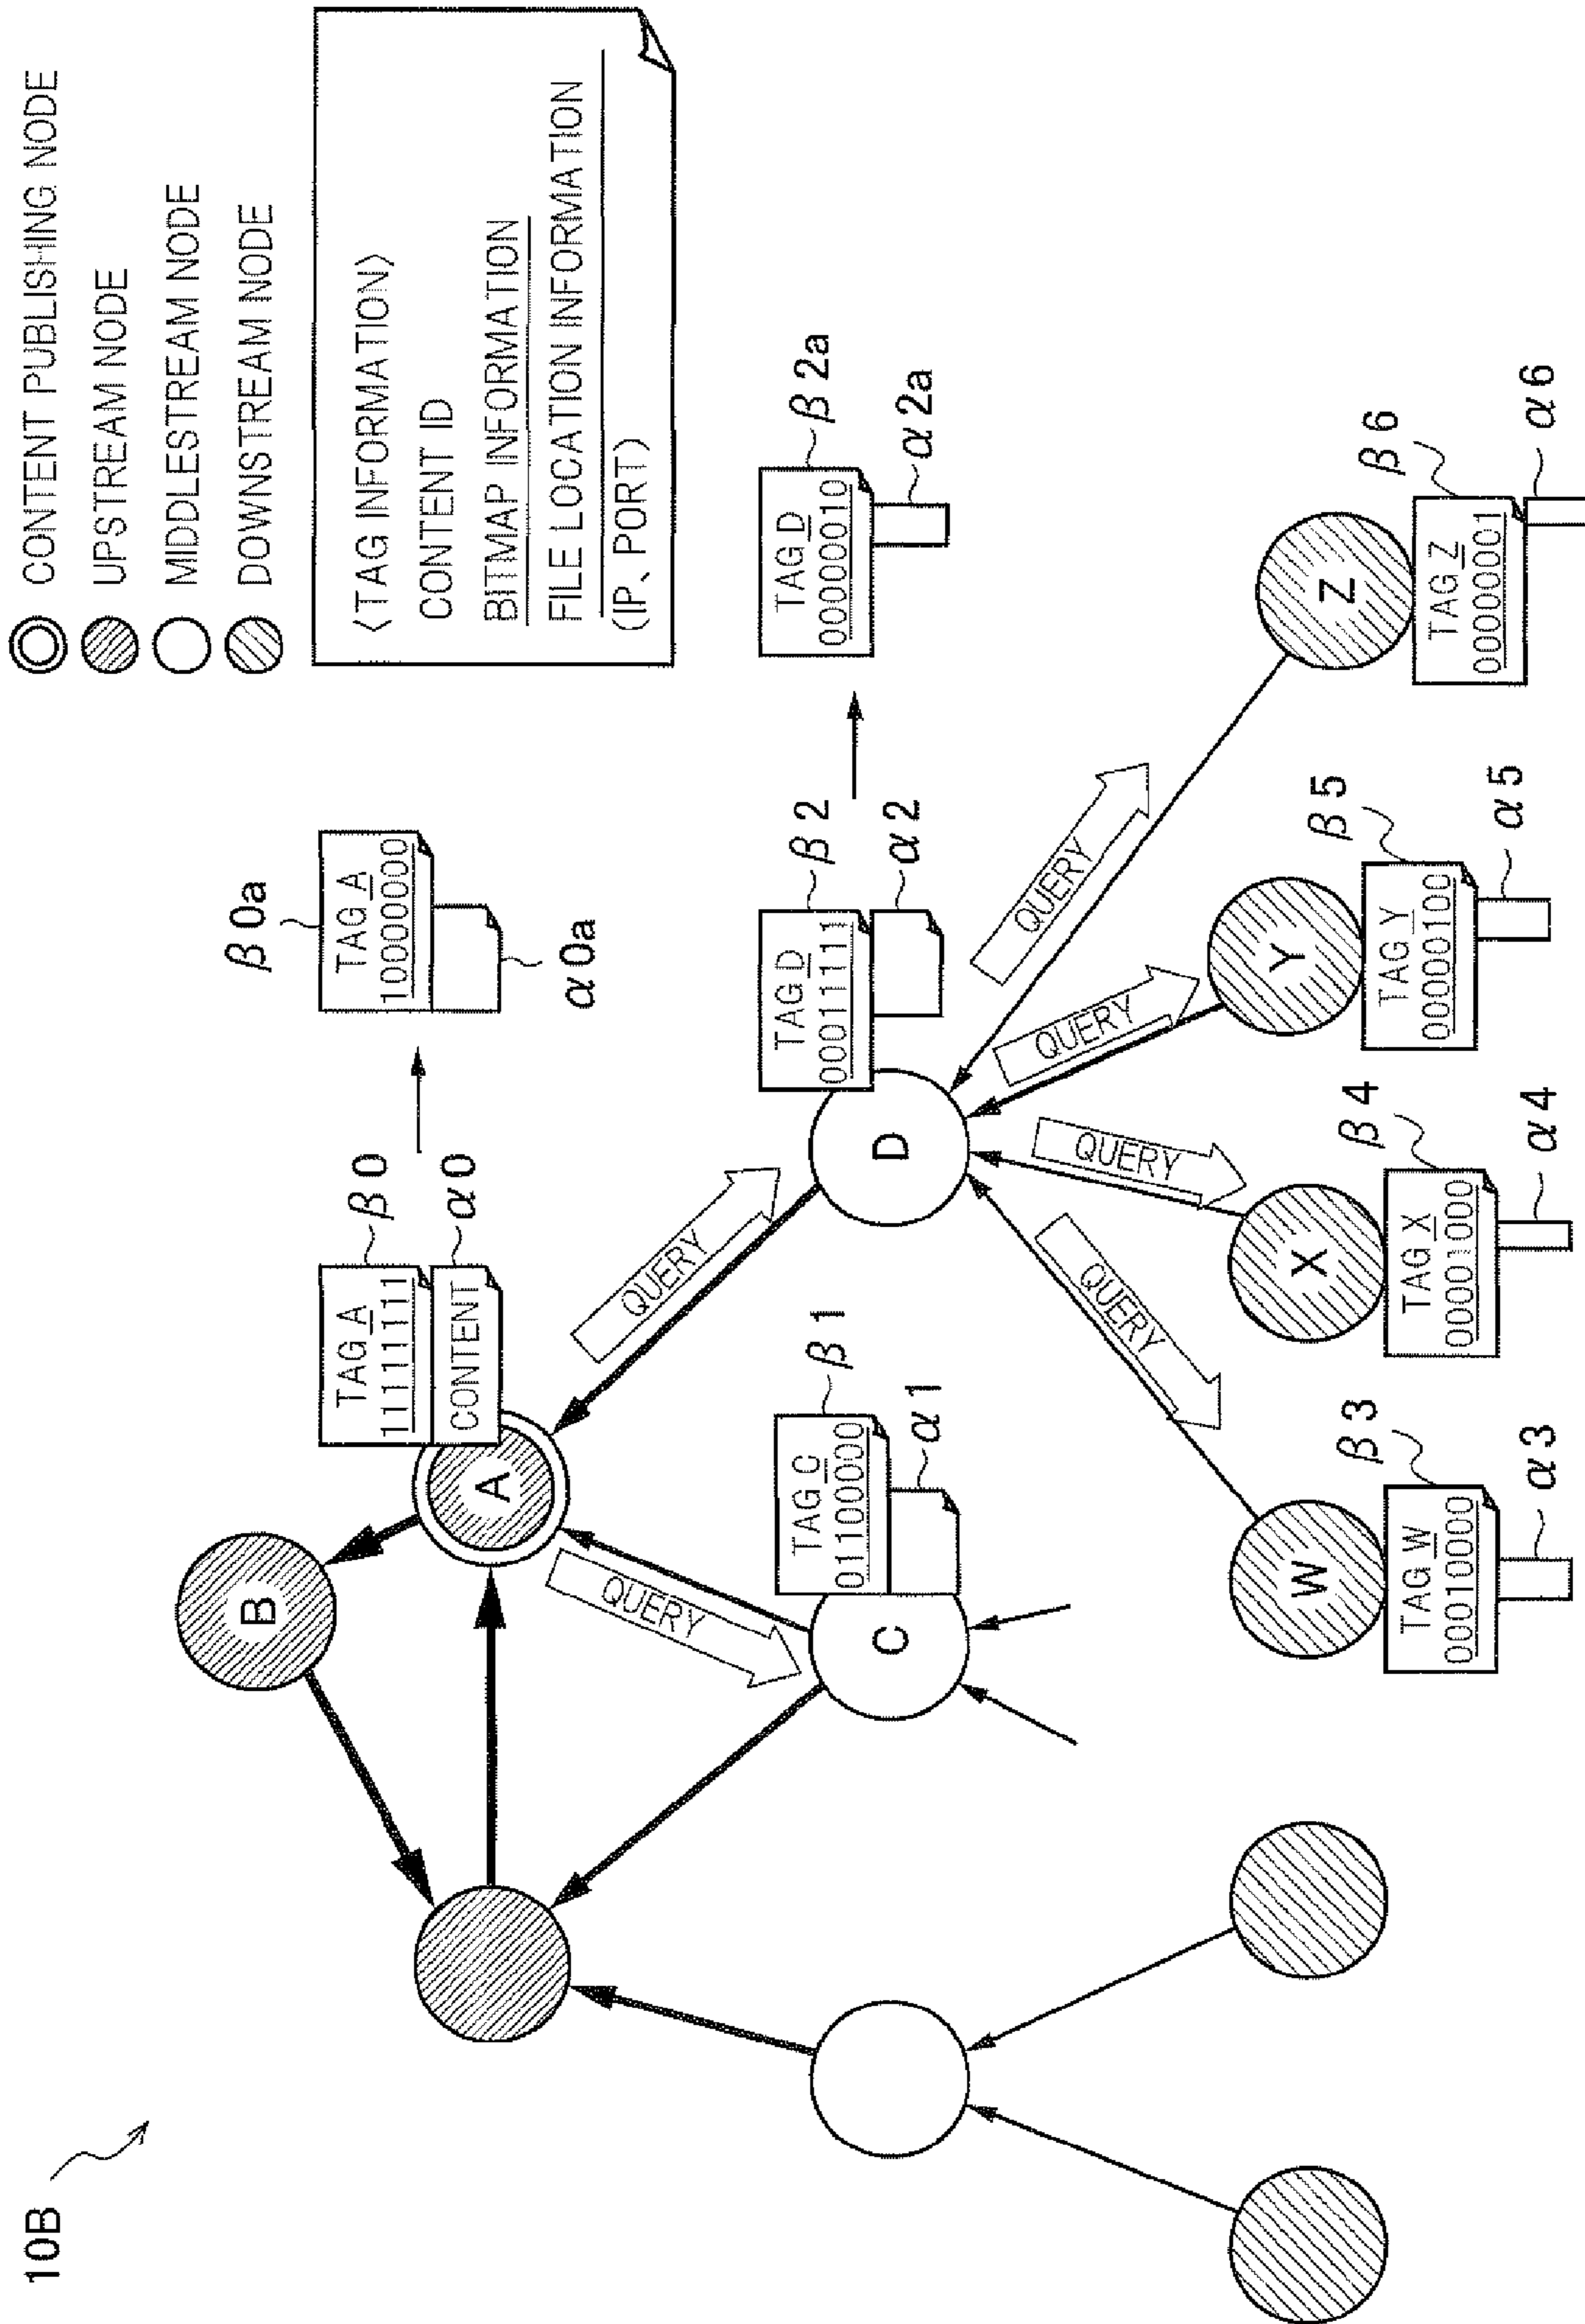 10B
CONTENT PUBLISHING NODE
UPSTREAM NODE
MIDDLESTREAM NODE
DOWNSTREAM NODE
<TAG INFORMATION>
CONTENT ID
BITMAP INFORMATION
FILE LOCATION INFORMATION
(IP、PORT)
B
A
TAG A
11111111
CONTENT
β0
α0
β0a
TAG A
10000000
α0a
QUERY
QUERY
C
TAG C
01100000
β1
α1
D
TAG D
00011111
β2
α2
TAG D
00000010
β2a
α2a
QUERY
QUERY
QUERY
QUERY
W
TAG W
00010000
β3
α3
X
TAG X
00001000
β4
α4
Y
TAG Y
00000100
β5
α5
Z
TAG Z
00000001
β6
α6